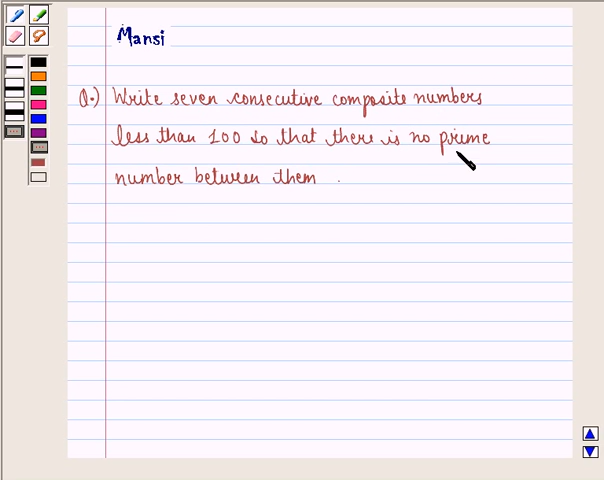 Mansi
Q.) Write seven consecutive composite numbers
less than 100 so that there is no prime
number between them .